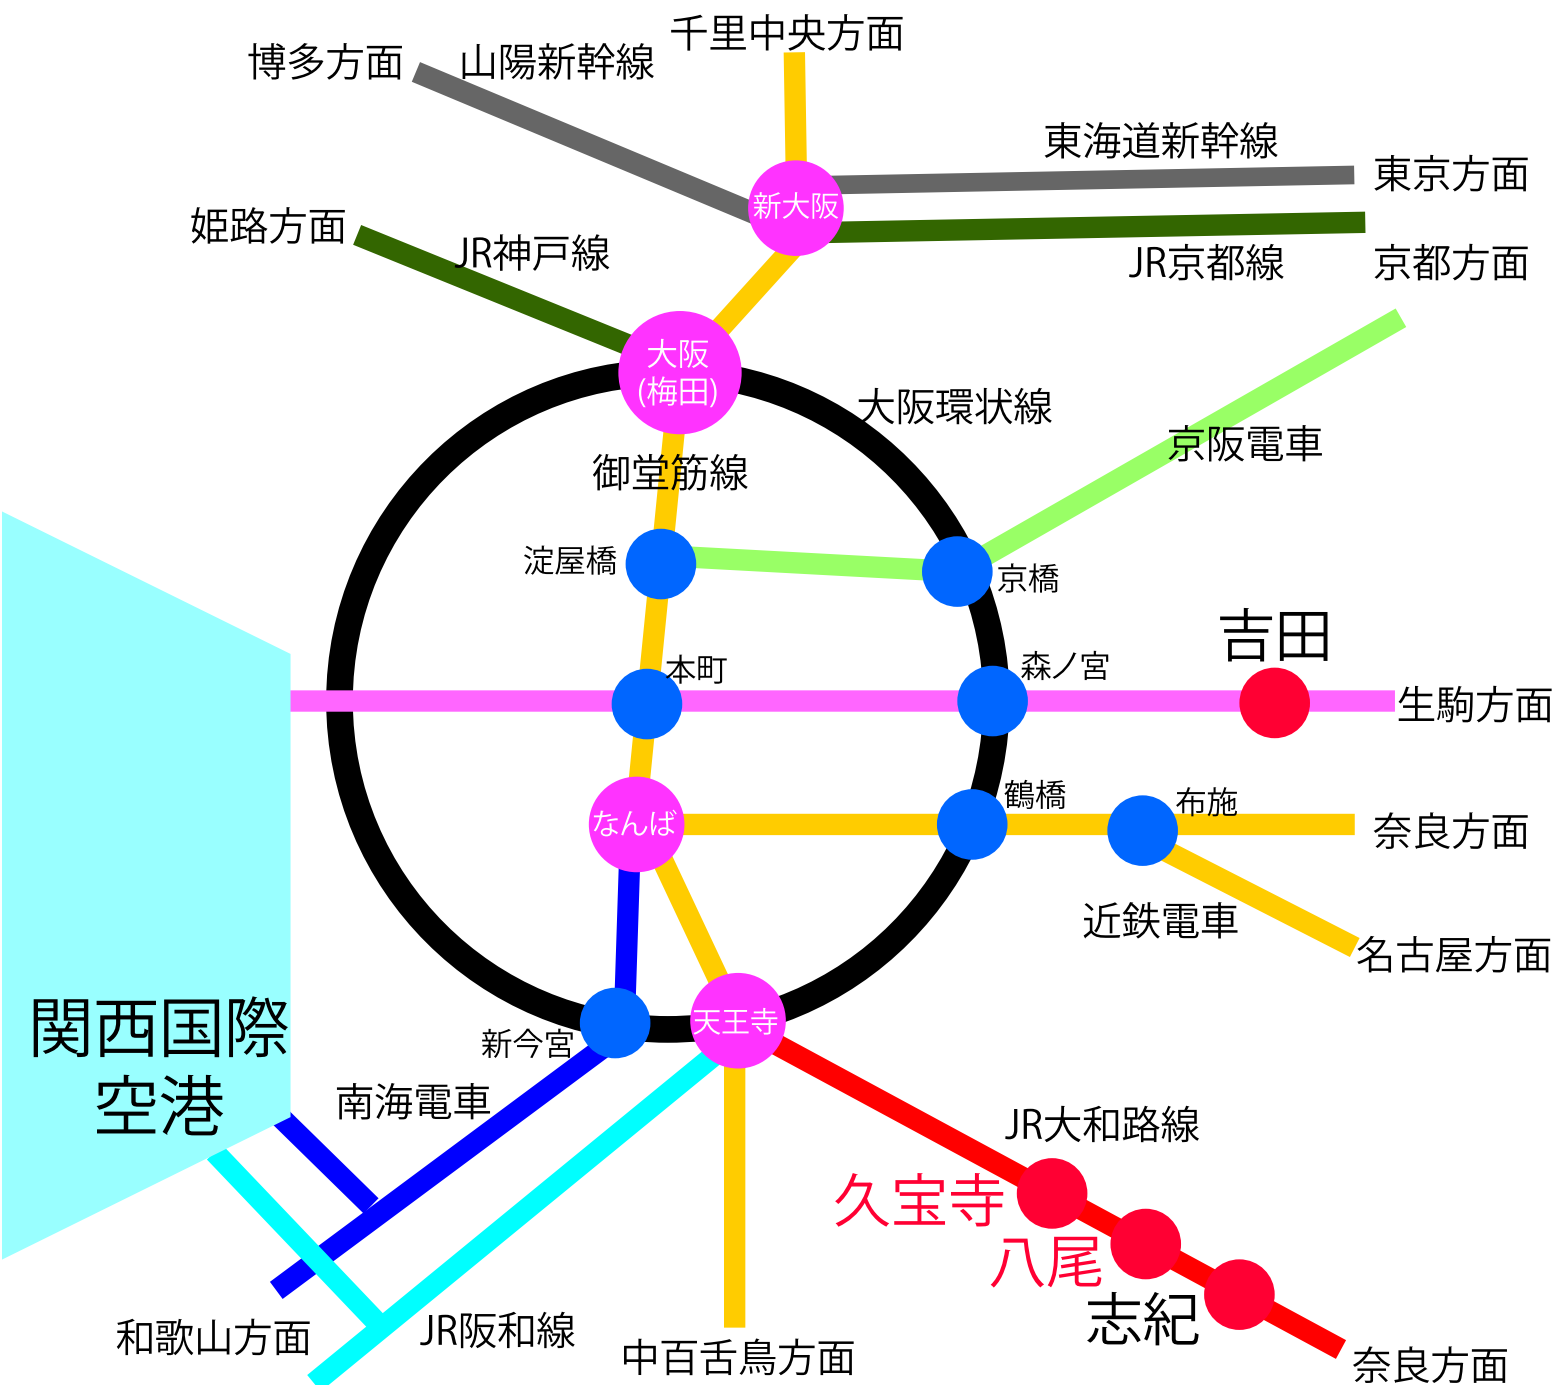 千里中央方面
博多方面
山陽新幹線
東海道新幹線
東京方面
新大阪
姫路方面
JR神戸線
JR京都線
京都方面
大阪
(梅田)
大阪環状線
京阪電車
御堂筋線
淀屋橋
京橋
吉田
本町
森ノ宮
生駒方面
なんば
鶴橋
布施
奈良方面
近鉄電車
名古屋方面
関西国際
空港
新今宮
天王寺
南海電車
JR大和路線
久宝寺
八尾
志紀
和歌山方面
JR阪和線
中百舌鳥方面
奈良方面